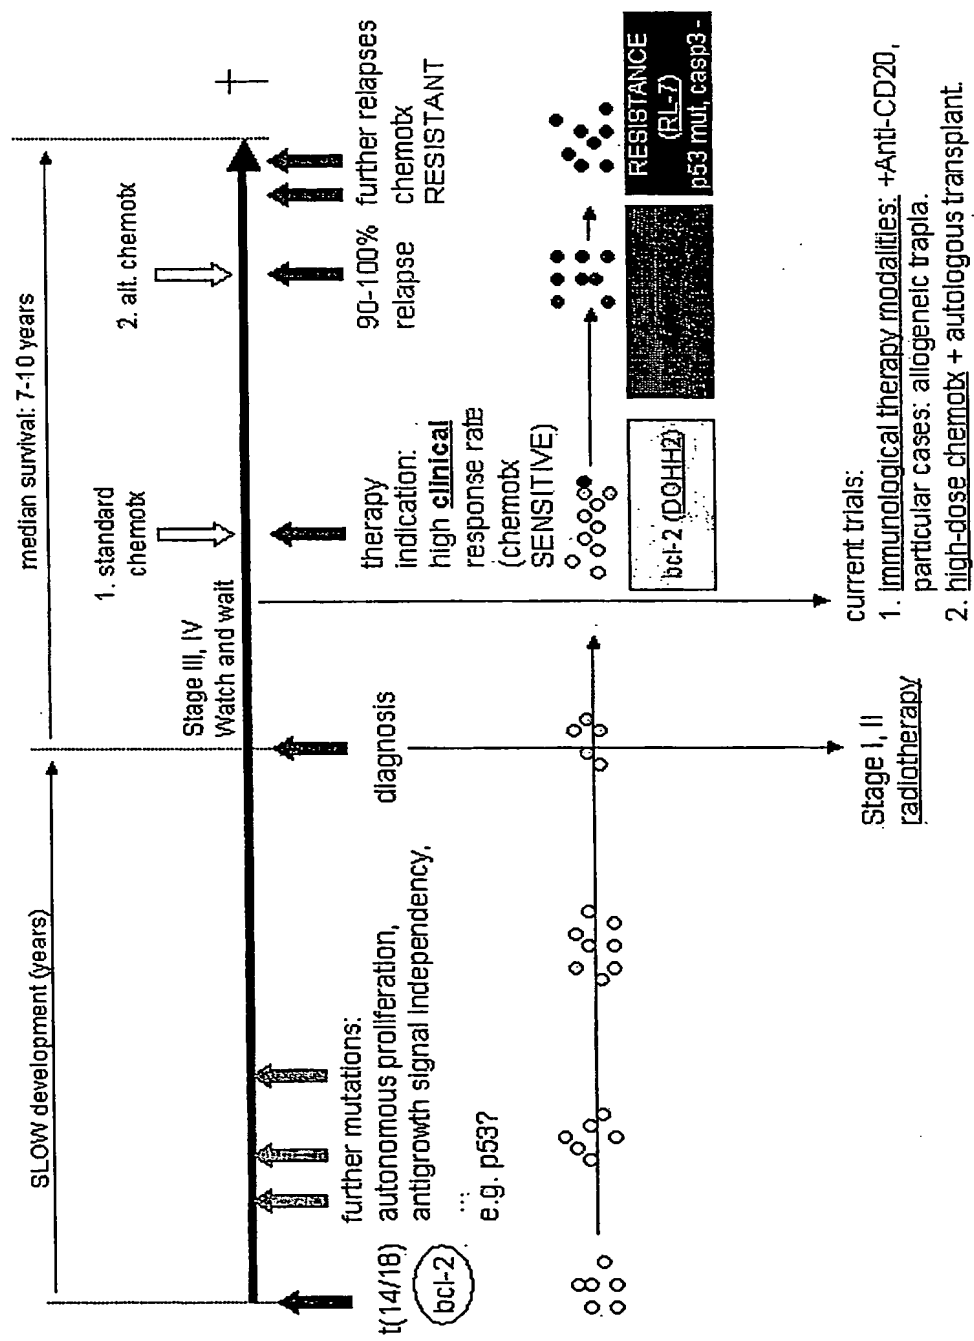 SLOW development (years)
median survival: 7-10 years
1. standard
chemotx
2. alt. chemotx
Stage III, IV
Watch and wait
t(14/18)
bcl-2
further mutations:
autonomous proliferation,
antigrowth signal independency,
...
e.g. p53?
diagnosis
therapy
indication:
high clinical
response rate
(chemotx
SENSITIVE)
90-100%
relapse
further relapses
chemotx
RESISTANT
bcl-2 (DOHH2)
RESISTANCE
(RL-7)
p53 mut, casp3 -
Stage I, II
radiotherapy
current trials:
1. immunological therapy modalities: +Anti-CD20,
particular cases: allogeneic trapla.
2. high-dose chemotx + autologous transplant.